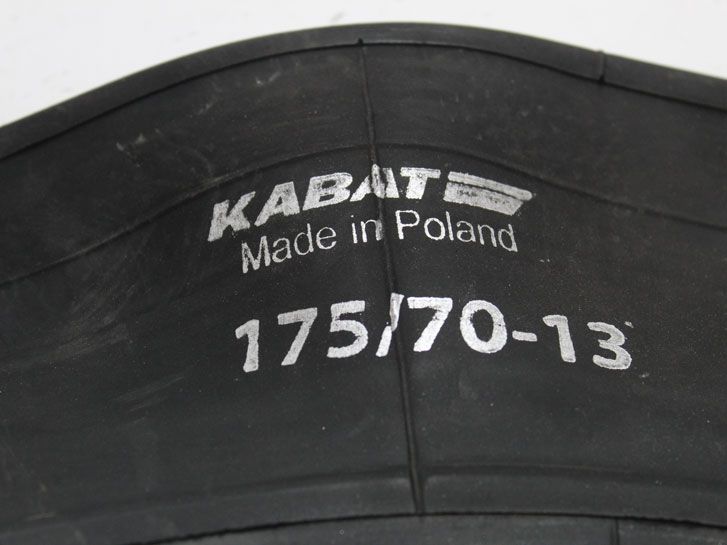 KABAT
Made in Poland
175/70-13